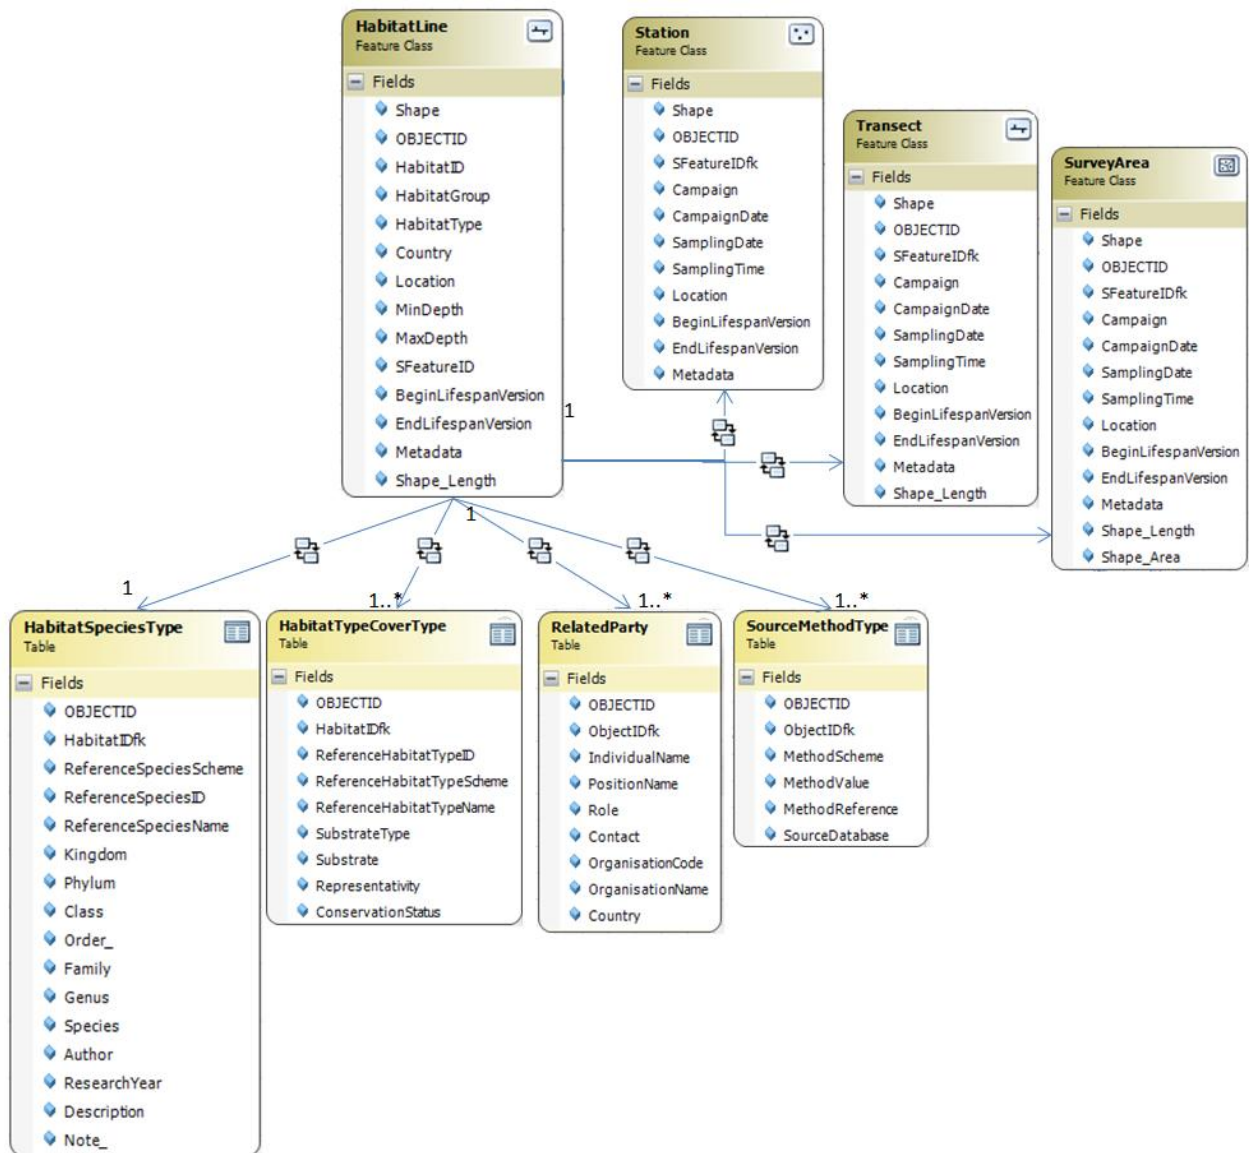 HabitatLine
Feature Class
Fields
Shape
OBJECTID
HabitatID
HabitatGroup
HabitatType
Country
Location
MinDepth
MaxDepth
SFeatureID
BeginLifespanVersion
EndLifespanVersion
Metadata
Shape_Length
Station
Feature Class
Fields
Shape
OBJECTID
SFeatureIDfk
Campaign
CampaignDate
SamplingDate
SamplingTime
Location
BeginLifespanVersion
EndLifespanVersion
Metadata
Transect
Feature Class
Fields
Shape
OBJECTID
SFeatureIDfk
Campaign
CampaignDate
SamplingDate
SamplingTime
Location
BeginLifespanVersion
EndLifespanVersion
Metadata
Shape_Length
SurveyArea
Feature Class
Fields
Shape
OBJECTID
SFeatureIDfk
Campaign
CampaignDate
SamplingDate
SamplingTime
Location
BeginLifespanVersion
EndLifespanVersion
Metadata
Shape_Length
Shape_Area
1
1
1
1..*
1..*
1..*
HabitatSpeciesType
Table
Fields
OBJECTID
HabitatIDfk
ReferenceSpeciesScheme
ReferenceSpeciesID
ReferenceSpeciesName
Kingdom
Phylum
Class
Order_
Family
Genus
Species
Author
ResearchYear
Description
Note_
HabitatTypeCoverType
Table
Fields
OBJECTID
HabitatIDfk
ReferenceHabitatTypeID
ReferenceHabitatTypeScheme
ReferenceHabitatTypeName
SubstrateType
Substrate
Representativity
ConservationStatus
RelatedParty
Table
Fields
OBJECTID
ObjectIDfk
IndividualName
PositionName
Role
Contact
OrganisationCode
OrganisationName
Country
SourceMethodType
Table
Fields
OBJECTID
ObjectIDfk
MethodScheme
MethodValue
MethodReference
SourceDatabase